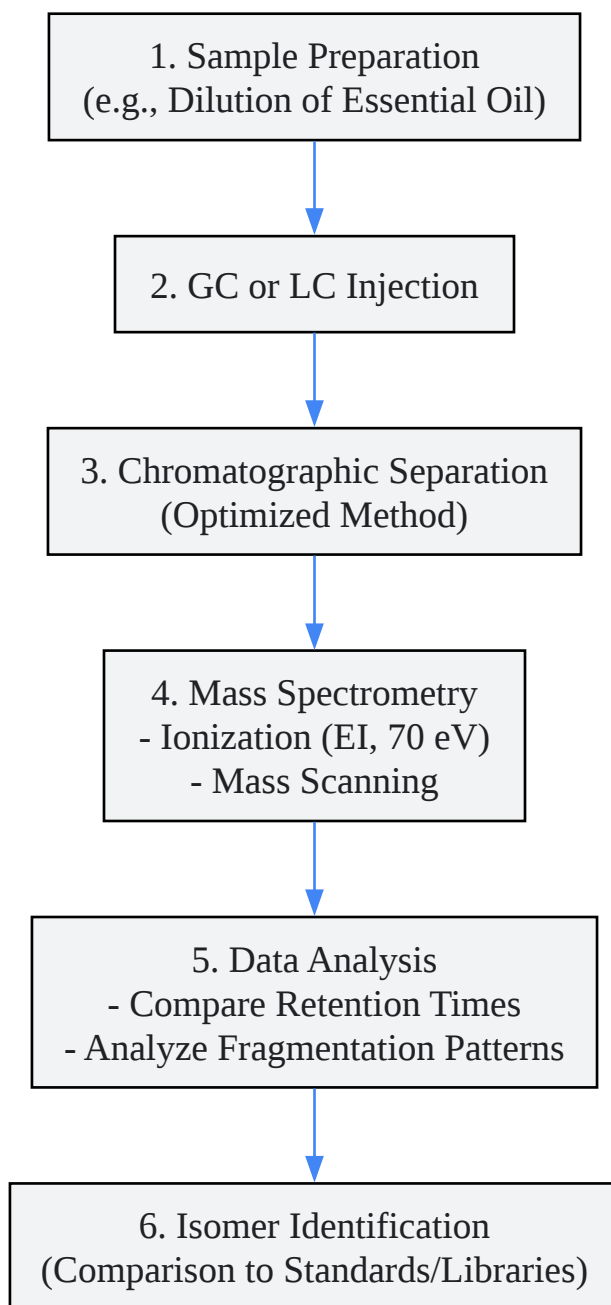 1. Sample Preparation
(e.g., Dilution of Essential Oil)
2. GC or LC Injection
3. Chromatographic Separation
(Optimized Method)
4. Mass Spectrometry
- Ionization (EI, 70 eV)
- Mass Scanning
5. Data Analysis
- Compare Retention Times
- Analyze Fragmentation Patterns
6. Isomer Identification
(Comparison to Standards/Libraries)